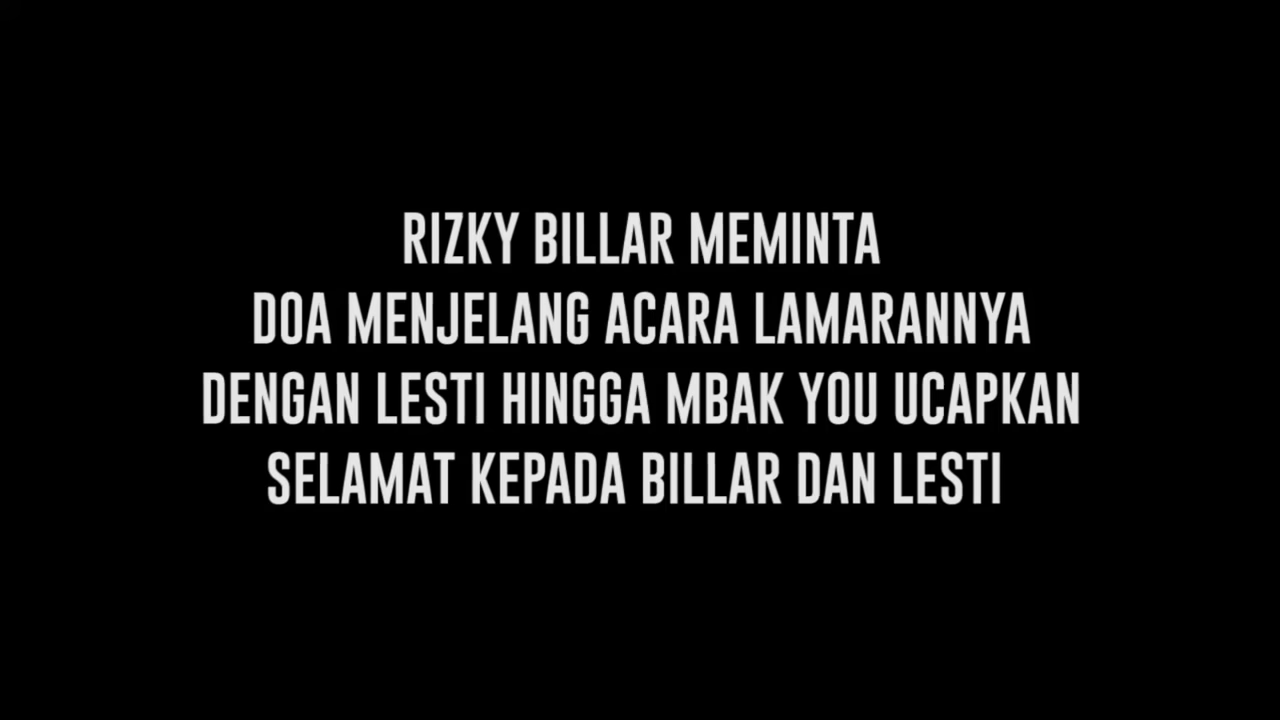 RIZKY BILLAR MEMINTA
DOA MENJELANG ACARA LAMARANNYA
DENGAN LESTI HINGGA MBAK YOU UCAPKAN
SELAMAT KEPADA BILLAR DAN LESTI